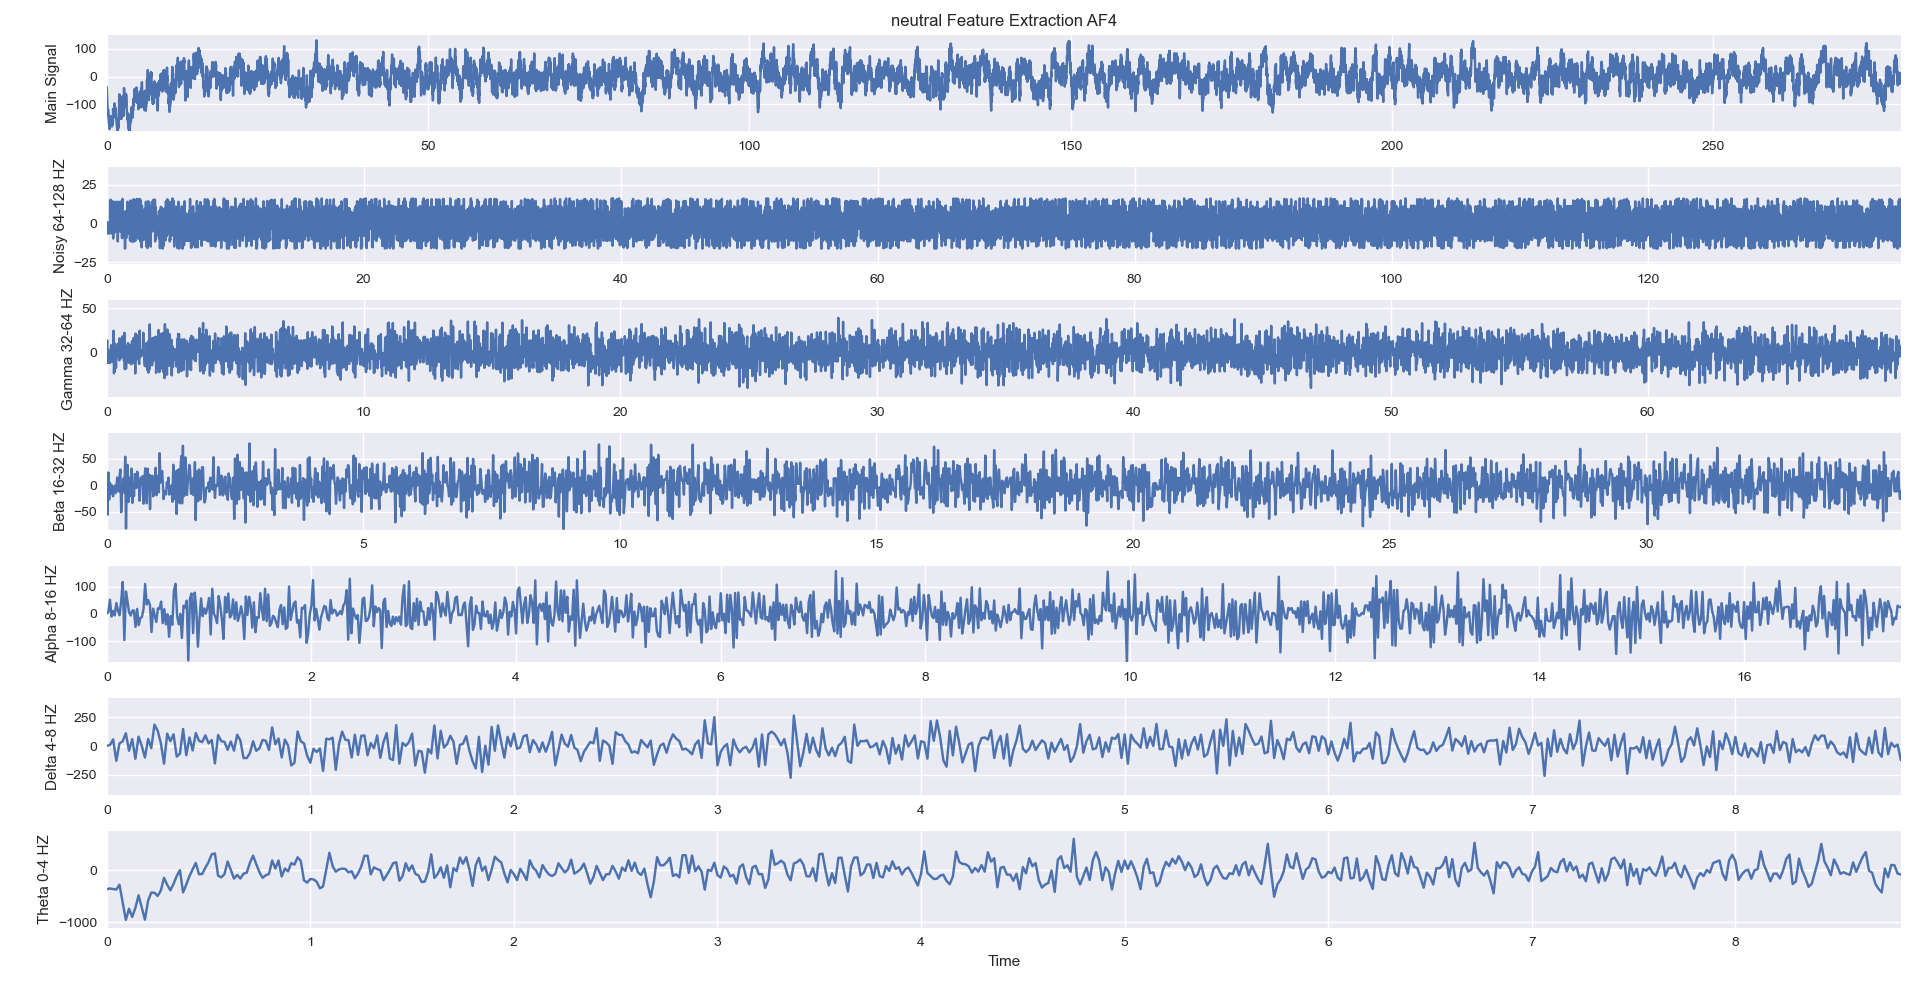 neutral Feature Extraction AF4
Main Signal
100
0
−100
0 50 100 150 200 250
Noisy 64-128 HZ
25
0
−25
0 20 40 60 80 100 120
Gamma 32-64 HZ
50
0
0 10 20 30 40 50 60
Beta 16-32 HZ
50
0
−50
0 5 10 15 20 25 30
Alpha 8-16 HZ
100
0
−100
0 2 4 6 8 10 12 14 16
Delta 4-8 HZ
250
0
−250
0 1 2 3 4 5 6 7 8
Theta 0-4 HZ
0
−1000
0 1 2 3 4 5 6 7 8
Time